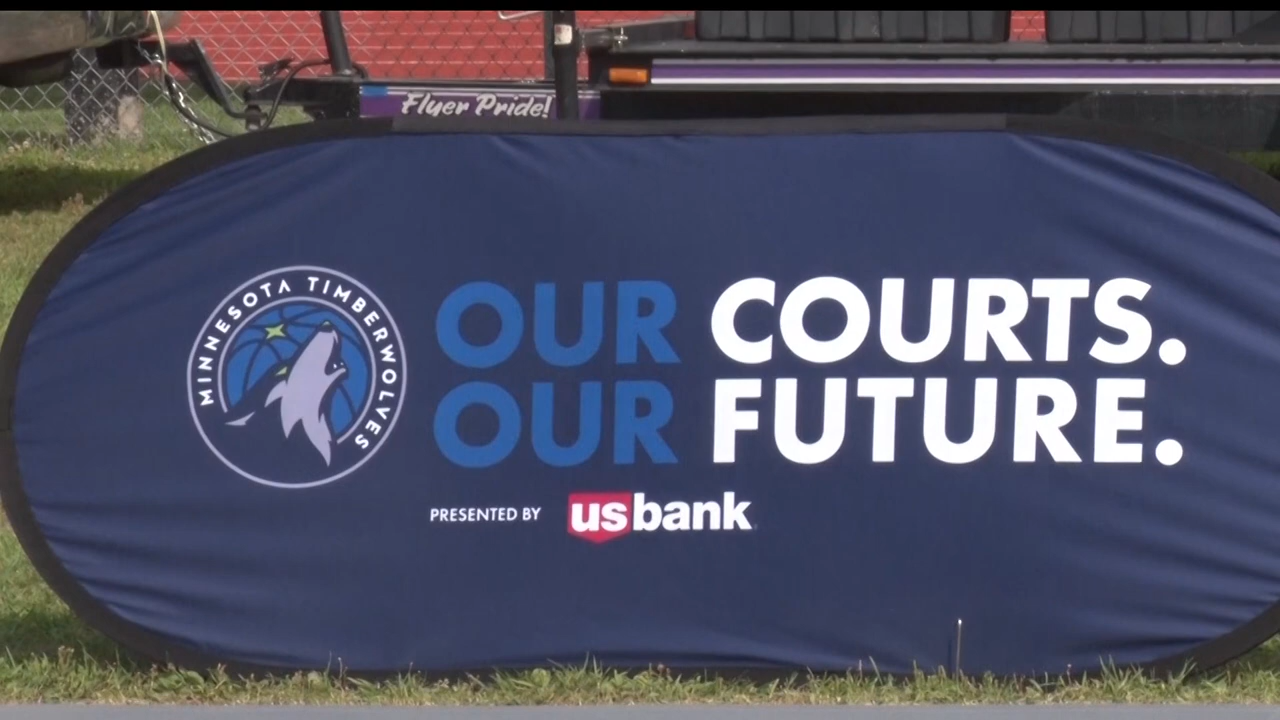 Flyer Pride!
MINNESOTA TIMBERWOLVES
OUR COURTS.
OUR FUTURE.
PRESENTED BY usbank